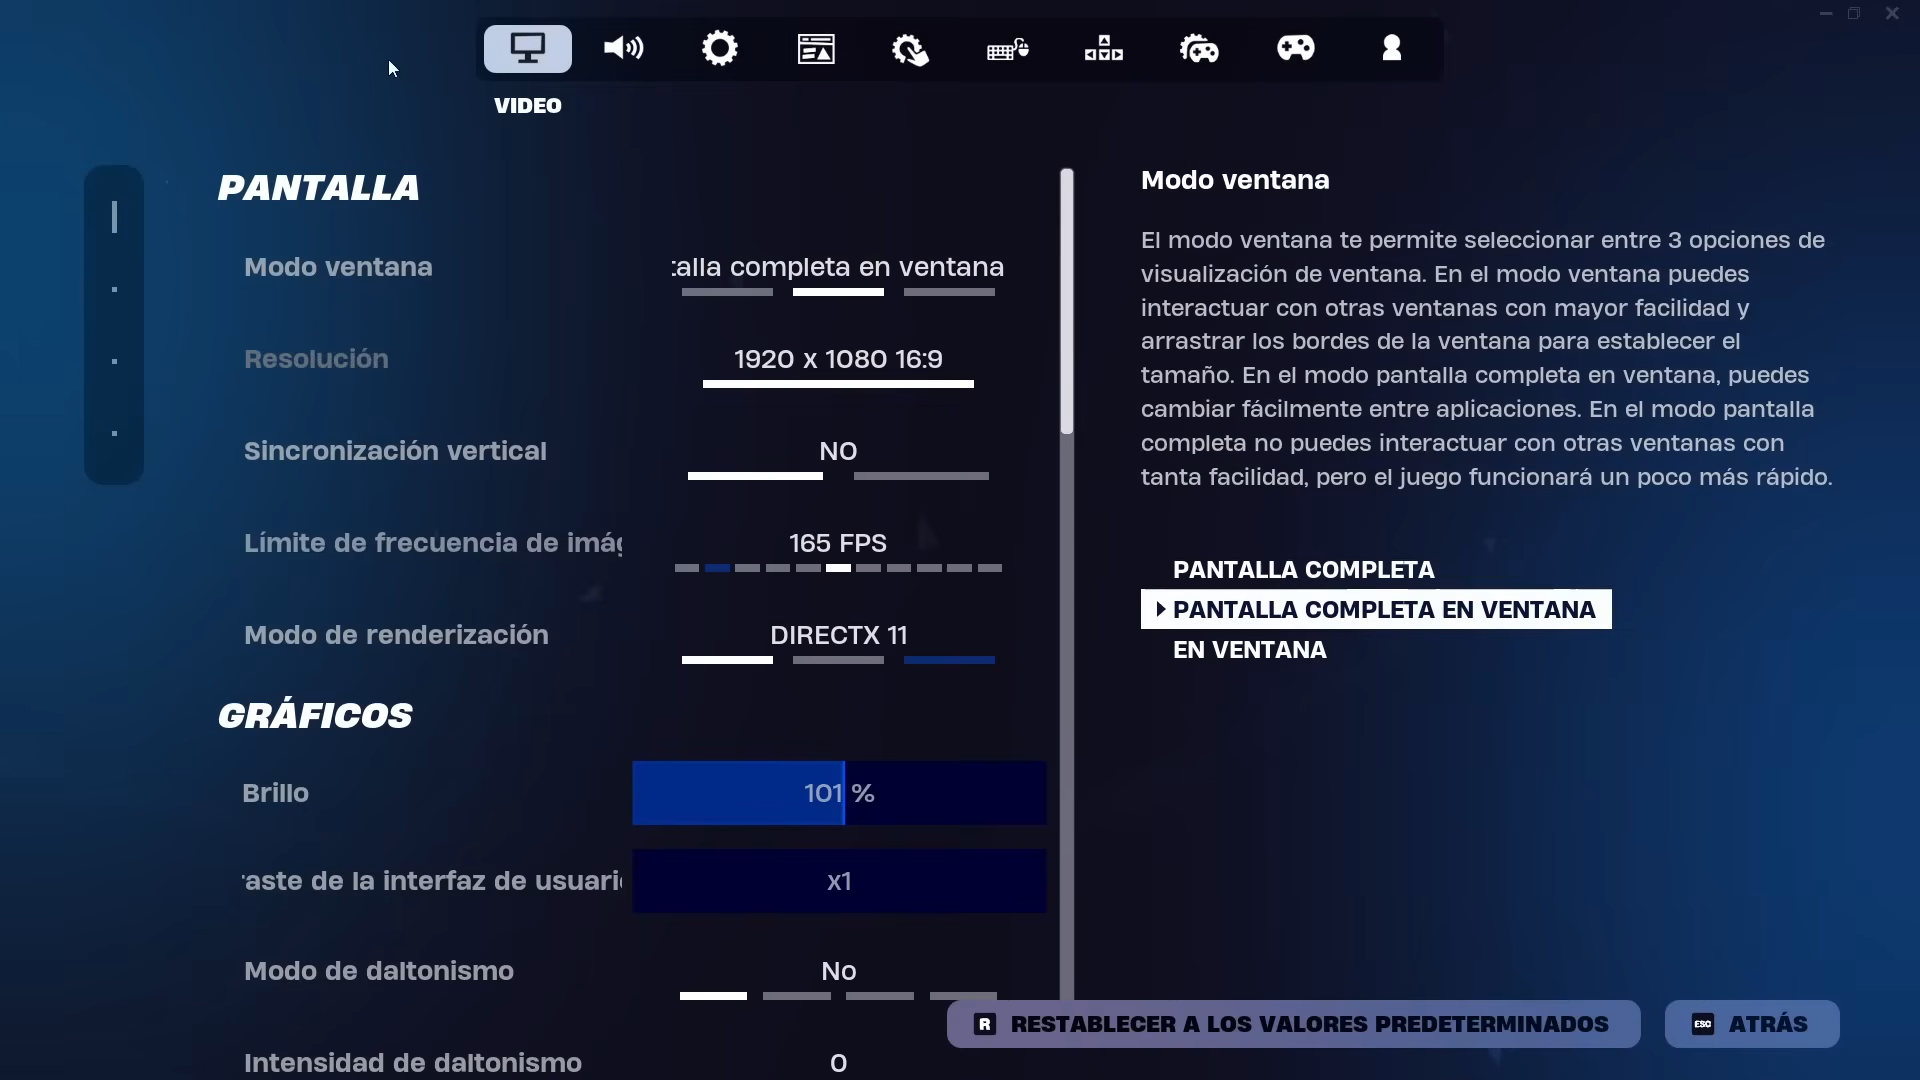 VIDEO
PANTALLA
Modo ventana
talla completa en ventana
Resolución
1920 x 1080 16:9
Sincronización vertical
NO
Límite de frecuencia de imág
165 FPS
Modo de renderización
DIRECTX 11
GRÁFICOS
Brillo
101 %
raste de la interfaz de usuario
x1
Modo de daltonismo
No
Intensidad de daltonismo
0
Modo ventana
El modo ventana te permite seleccionar entre 3 opciones de
visualización de ventana. En el modo ventana puedes
interactuar con otras ventanas con mayor facilidad y
arrastrar los bordes de la ventana para establecer el
tamaño. En el modo pantalla completa en ventana, puedes
cambiar fácilmente entre aplicaciones. En el modo pantalla
completa no puedes interactuar con otras ventanas con
tanta facilidad, pero el juego funcionará un poco más rápido.
PANTALLA COMPLETA
PANTALLA COMPLETA EN VENTANA
EN VENTANA
R RESTABLECER A LOS VALORES PREDETERMINADOS
ESC ATRÁS